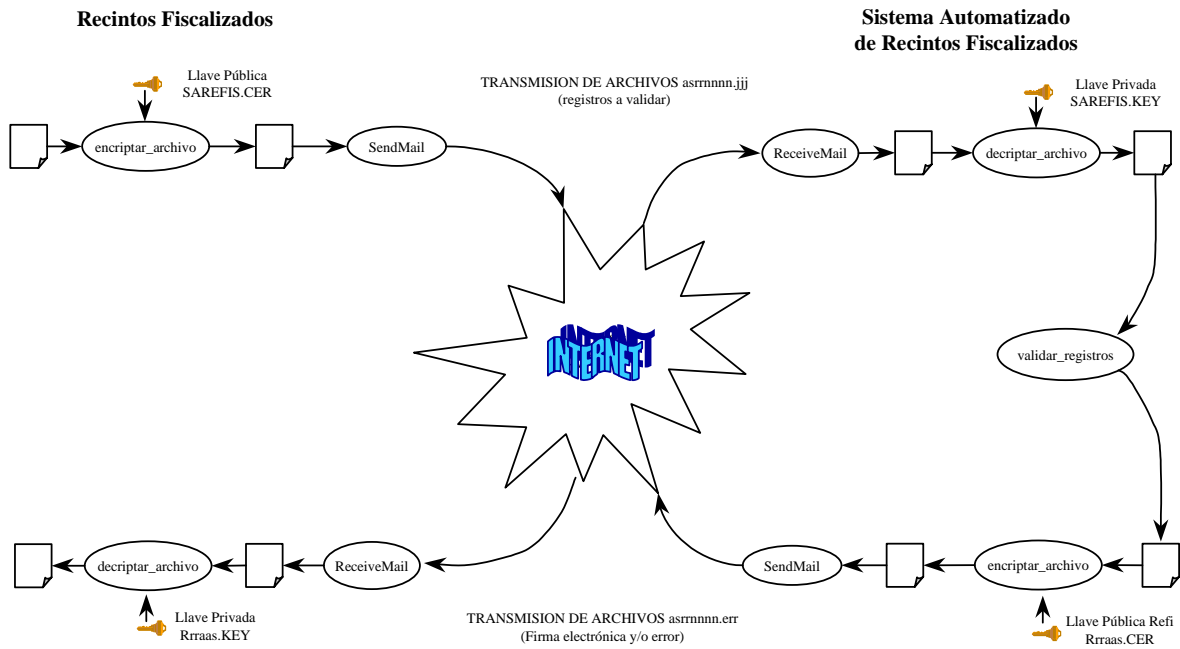 Recintos Fiscalizados
Sistema Automatizado
de Recintos Fiscalizados
Llave Pública
SAREFIS.CER
TRANSMISION DE ARCHIVOS asrrnnnn.jjj
(registros a validar)
Llave Privada
SAREFIS.KEY
encriptar_archivo
SendMail
ReceiveMail
decriptar_archivo
INTERNET
validar_registros
decriptar_archivo
ReceiveMail
SendMail
encriptar_archivo
Llave Privada
Rrraas.KEY
TRANSMISION DE ARCHIVOS asrrnnnn.err
(Firma electrónica y/o error)
Llave Pública Refi
Rrraas.CER